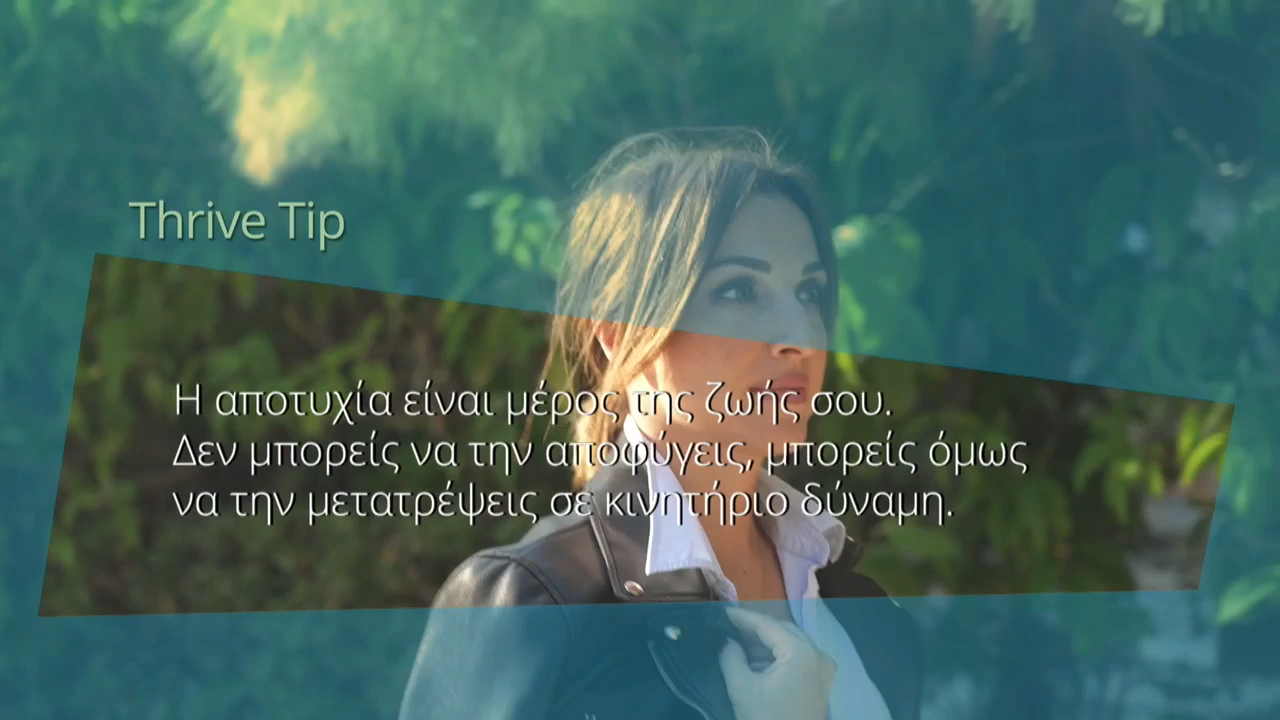 Thrive Tip
Η αποτυχία είναι μέρος της ζωής σου.
Δεν μπορείς να την αποφύγεις, μπορείς όμως
να την μετατρέψεις σε κινητήριο δύναμη.